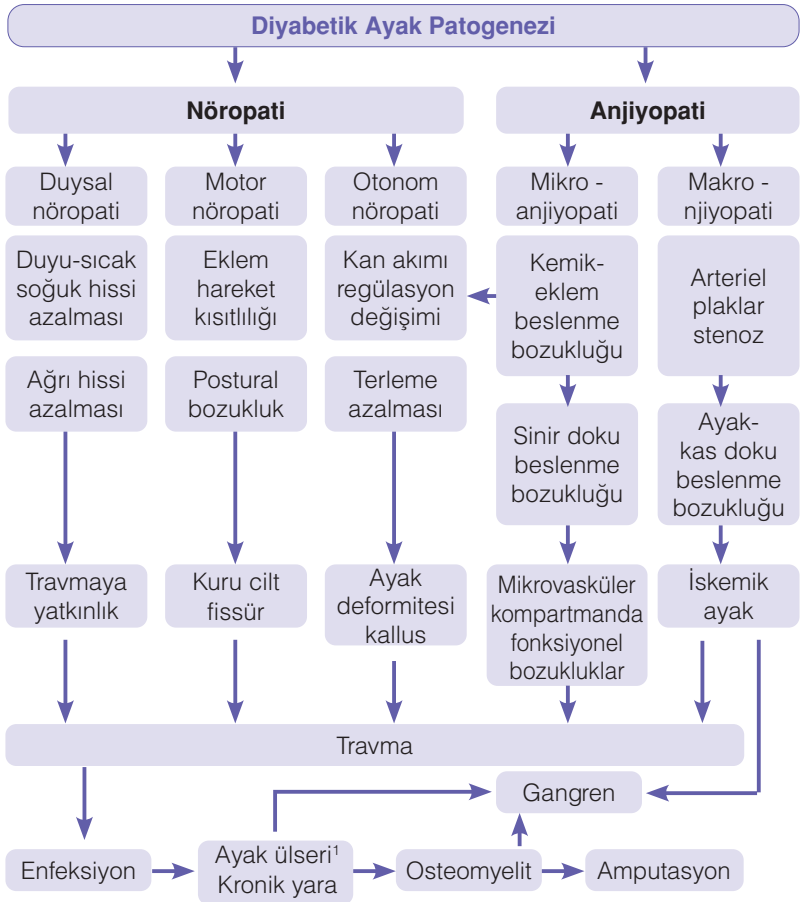 Diyabetik Ayak Patogenezi
Nöropati
Anjiyopati
Duysal
nöropati
Motor
nöropati
Otonom
nöropati
Mikro -
anjiyopati
Makro -
njiyopati
Duyu-sıcak
soğuk hissi
azalması
Eklem
hareket
kısıtlılığı
Kan akımı
regülasyon
değişimi
Kemik-
eklem
beslenme
bozukluğu
Arteriel
plaklar
stenoz
Ağrı hissi
azalması
Postural
bozukluk
Terleme
azalması
Sinir doku
beslenme
bozukluğu
Ayak-
kas doku
beslenme
bozukluğu
Travmaya
yatkınlık
Kuru cilt
fissür
Ayak
deformitesi
kallus
Mikrovasküler
kompartmanda
fonksiyonel
bozukluklar
İskemik
ayak
Travma
Gangren
Enfeksiyon
Ayak ülseri¹
Kronik yara
Osteomyelit
Amputasyon